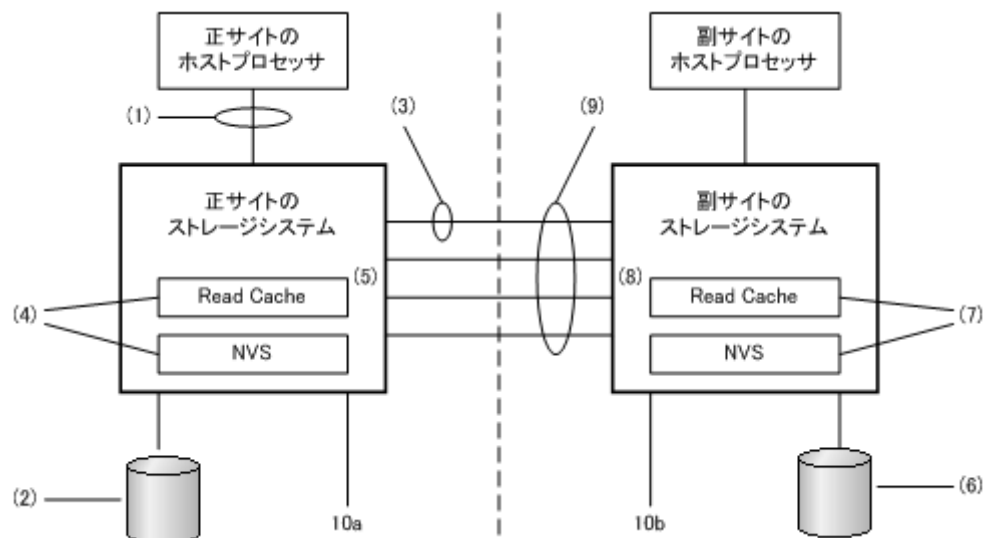 正サイトの
ホストプロセッサ
副サイトの
ホストプロセッサ
(1)
(3)
(9)
正サイトの
ストレージシステム
副サイトの
ストレージシステム
(5)
(8)
Read Cache
Read Cache
(4)
(7)
NVS
NVS
(2)
10a
10b
(6)